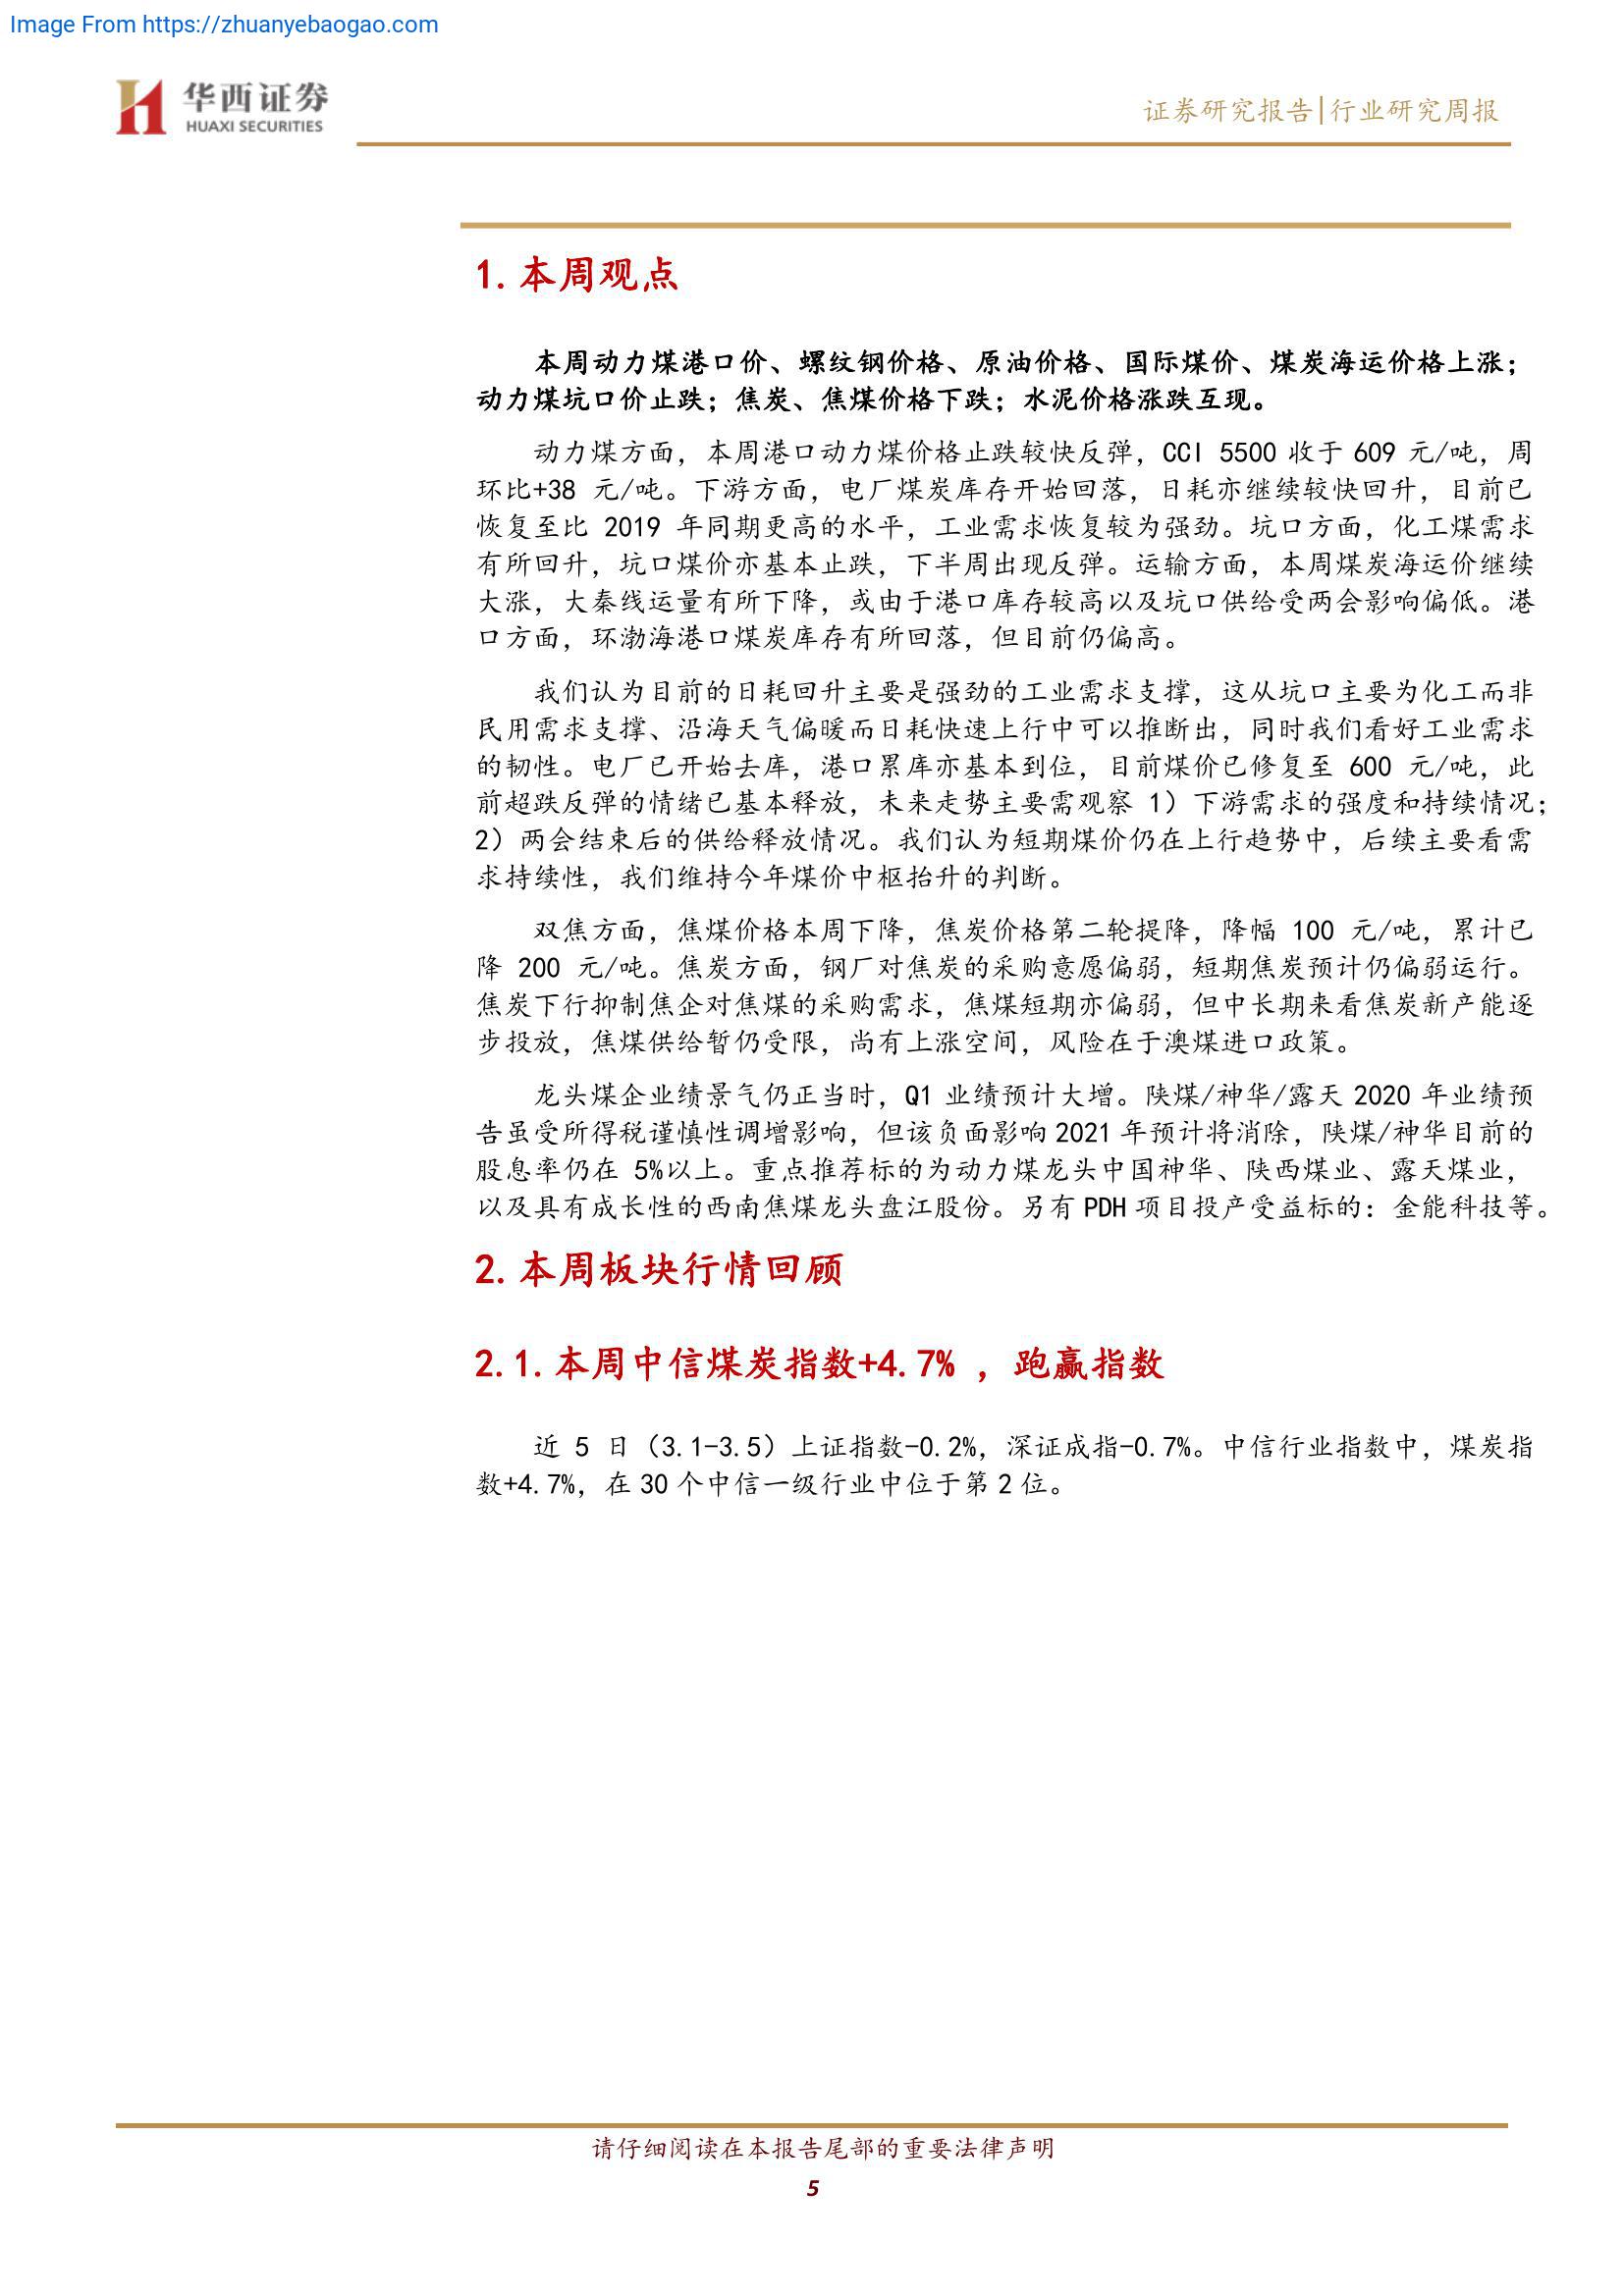 Image From https://zhuanyebaogao.com
华西证券
HUAXI SECURITIES
证券研究报告|行业研究周报
1.本周观点
本周动力煤港口价、螺纹钢价格、原油价格、国际煤价、煤炭海运价格上涨；
动力煤坑口价止跌；焦炭、焦煤价格下跌；水泥价格涨跌互现。
动力煤方面，本周港口动力煤价格止跌较快反弹，CCI 5500 收于 609 元/吨，周
环比+38 元/吨。下游方面，电厂煤炭库存开始回落，日耗亦继续较快回升，目前已
恢复至比 2019 年同期更高的水平，工业需求恢复较为强劲。坑口方面，化工煤需求
有所回升，坑口煤价亦基本止跌，下半周出现反弹。运输方面，本周煤炭海运价继续
大涨，大秦线运量有所下降，或由于港口库存较高以及坑口供给受两会影响偏低。港
口方面，环渤海港口煤炭库存有所回落，但目前仍偏高。
我们认为目前的日耗回升主要是强劲的工业需求支撑，这从坑口主要为化工而非
民用需求支撑、沿海天气偏暖而日耗快速上行中可以推断出，同时我们看好工业需求
的韧性。电厂已开始去库，港口累库亦基本到位，目前煤价已修复至 600 元/吨，此
前超跌反弹的情绪已基本释放，未来走势主要需观察 1）下游需求的强度和持续情况；
2）两会结束后的供给释放情况。我们认为短期煤价仍在上行趋势中，后续主要看需
求持续性，我们维持今年煤价中枢抬升的判断。
双焦方面，焦煤价格本周下降，焦炭价格第二轮提降，降幅 100 元/吨，累计已
降 200 元/吨。焦炭方面，钢厂对焦炭的采购意愿偏弱，短期焦炭预计仍偏弱运行。
焦炭下行抑制焦企对焦煤的采购需求，焦煤短期亦偏弱，但中长期来看焦炭新产能逐
步投放，焦煤供给暂仍受限，尚有上涨空间，风险在于澳煤进口政策。
龙头煤企业绩景气仍正当时，Q1 业绩预计大增。陕煤/神华/露天 2020 年业绩预
告虽受所得税谨慎性调增影响，但该负面影响 2021 年预计将消除，陕煤/神华目前的
股息率仍在 5%以上。重点推荐标的为动力煤龙头中国神华、陕西煤业、露天煤业，
以及具有成长性的西南焦煤龙头盘江股份。另有 PDH 项目投产受益标的：金能科技等。
2.本周板块行情回顾
2.1.本周中信煤炭指数+4.7% ，跑赢指数
近 5 日（3.1-3.5）上证指数-0.2%，深证成指-0.7%。中信行业指数中，煤炭指
数+4.7%，在 30 个中信一级行业中位于第 2 位。
请仔细阅读在本报告尾部的重要法律声明
5